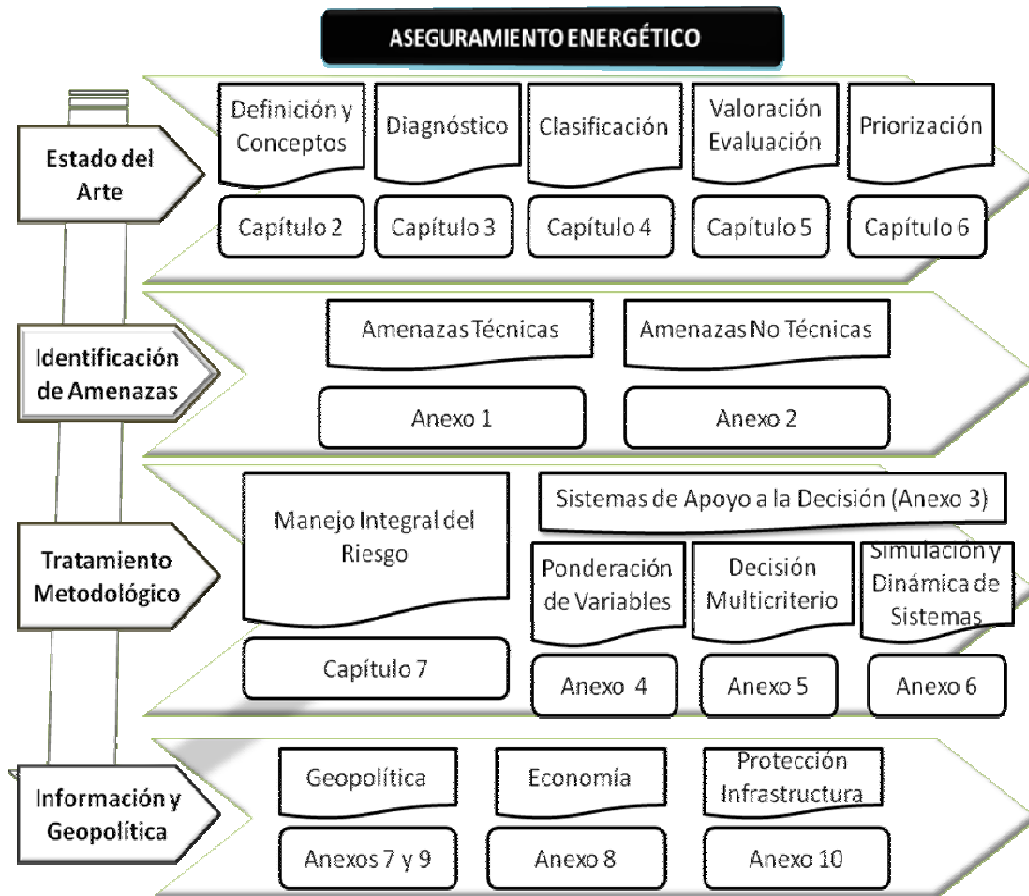 ASEGURAMIENTO ENERGÉTICO
Estado del
Arte
Definición y
Conceptos
Diagnóstico
Clasificación
Valoración
Evaluación
Priorización
Capítulo 2
Capítulo 3
Capítulo 4
Capítulo 5
Capítulo 6
Identificación
de Amenazas
Amenazas Técnicas
Amenazas No Técnicas
Anexo 1
Anexo 2
Tratamiento
Metodológico
Manejo Integral del
Riesgo
Capítulo 7
Sistemas de Apoyo a la Decisión (Anexo 3)
Ponderación
de Variables
Decisión
Multicriterio
Simulación y
Dinámica de
Sistemas
Anexo 4
Anexo 5
Anexo 6
Información y
Geopolítica
Geopolítica
Economía
Protección
Infrastructura
Anexos 7 y 9
Anexo 8
Anexo 10